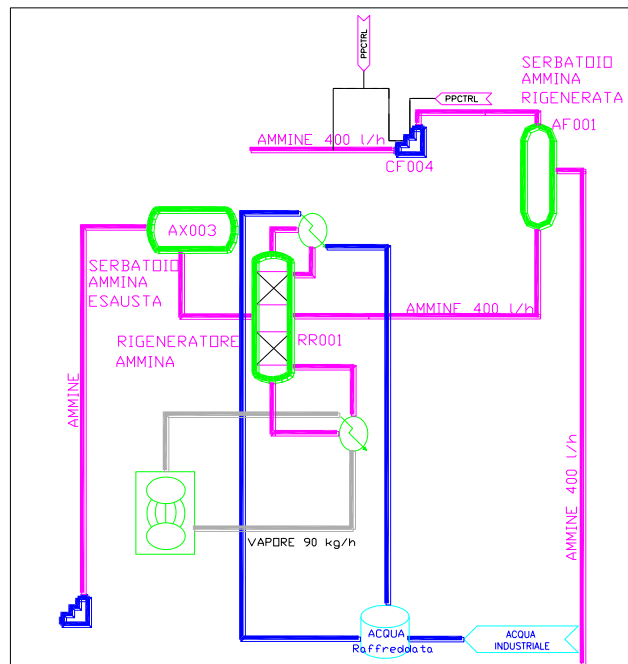 PPCTRL
SERBATOIO
AMMINA
RIGENERATA
PPCTRL
AF001
AMMINE 400 l/h
CF004
AX003
SERBATOIO
AMMINA
ESAUSTA
AMMINE 400 l/h
RIGENERATORE
AMMINA
RR001
AMMINE
AMMINE 400 l/h
VAPORE 90 kg/h
ACQUA
Raffreddata
ACQUA
INDUSTRIALE